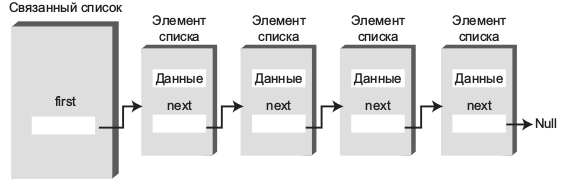 Связанный список
Элемент списка
Элемент списка
Элемент списка
Элемент списка
first
Данные
next
Данные
next
Данные
next
Данные
next
Null